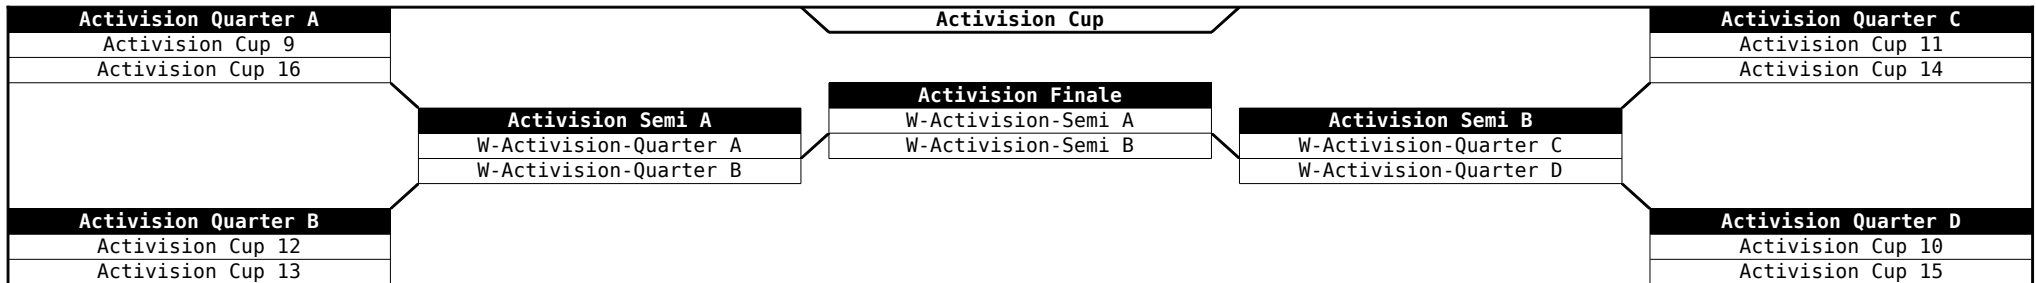 Activision Cup
Activision Quarter A
Activision Cup 9
Activision Cup 16
Activision Quarter B
Activision Cup 12
Activision Cup 13
Activision Semi A
W-Activision-Quarter A
W-Activision-Quarter B
Activision Finale
W-Activision-Semi A
W-Activision-Semi B
Activision Semi B
W-Activision-Quarter C
W-Activision-Quarter D
Activision Quarter C
Activision Cup 11
Activision Cup 14
Activision Quarter D
Activision Cup 10
Activision Cup 15